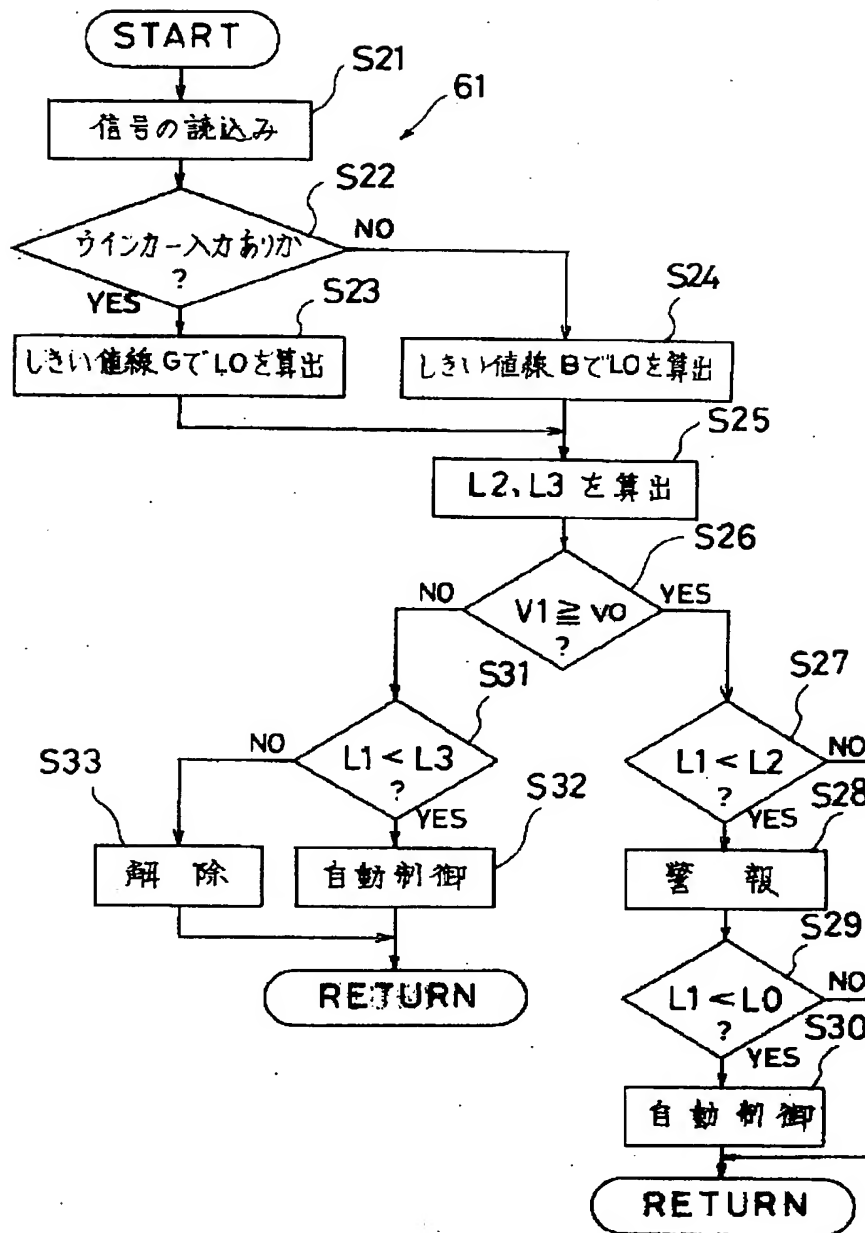 START
S21
信号の読込み
61
S22
ウインカー入力ありか
?
NO
YES
S23
しきい値線GでL0を算出
S24
しきい値線BでL0を算出
S25
L2、L3を算出
S26
V1≧v0
?
NO
YES
S31
L1<L3
?
NO
YES
S27
L1<L2
?
NO
S33
解除
S32
自動制御
S28
警報
RETURN
S29
L1<L0
?
NO
YES
S30
自動制御
RETURN